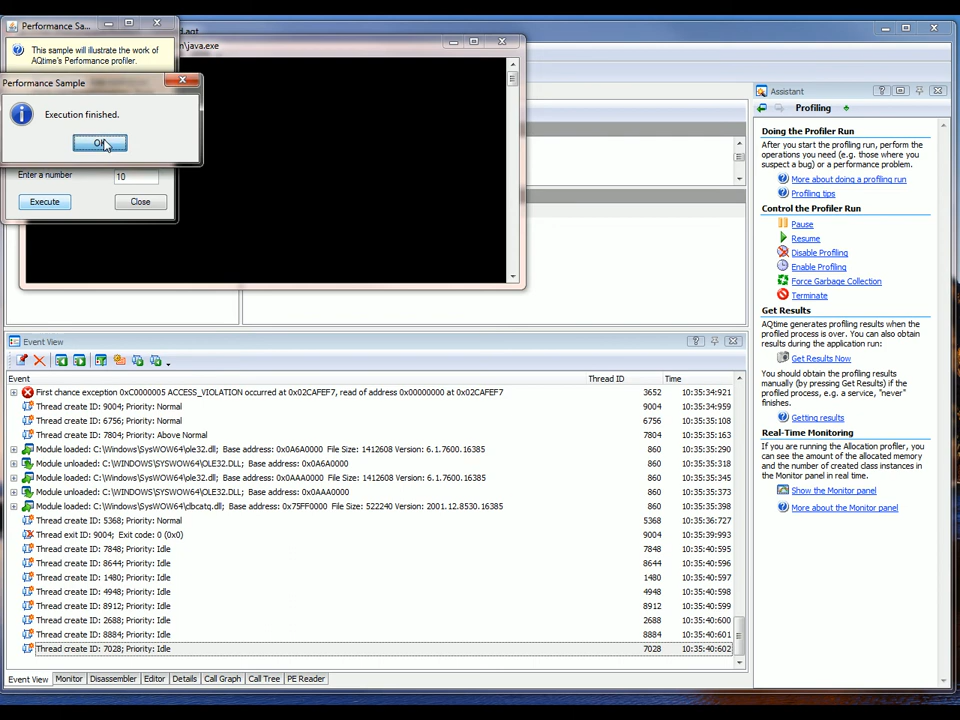 Performance Sa...
.aqt
This sample will illustrate the work of
AQtime's Performance profiler.
\java.exe
Performance Sample
Execution finished.
Enter a number
10
Execute
Close
Assistant
Profiling
Doing the Profiler Run
After you start the profiling run, perform the
operations you need (e.g. those where you
suspect a bug) or a performance problem.
More about doing a profiling run
Profiling tips
Control the Profiler Run
Pause
Resume
Disable Profiling
Enable Profiling
Force Garbage Collection
Terminate
Get Results
AQtime generates profiling results when the
profiled process is over. You can also obtain
results during the application run:
Get Results Now
You should obtain the profiling results
manually (by pressing Get Results) if the
profiled process, e.g. a service, "never"
finishes.
Getting results
Real-Time Monitoring
If you are running the Allocation profiler, you
can see the amount of the allocated memory
and the number of created class instances in
the Monitor panel in real time.
Show the Monitor panel
More about the Monitor panel
Event View
Event Thread ID Time
First chance exception 0xC0000005 ACCESS_VIOLATION occurred at 0x02CAFEF7, read of address 0x00000000 at 0x02CAFEF7 3652 10:35:34:921
Thread create ID: 9004; Priority: Normal 9004 10:35:34:959
Thread create ID: 6756; Priority: Normal 6756 10:35:35:108
Thread create ID: 7804; Priority: Above Normal 7804 10:35:35:163
Module loaded: C:\Windows\SysWOW64\ole32.dll; Base address: 0x0A6A0000 File Size: 1412608 Version: 6.1.7600.16385 860 10:35:35:290
Module unloaded: C:\WINDOWS\SYSWOW64\OLE32.DLL; Base address: 0x0A6A0000 860 10:35:35:313
Module loaded: C:\Windows\SysWOW64\ole32.dll; Base address: 0x0AAA0000 File Size: 1412608 Version: 6.1.7600.16385 860 10:35:35:345
Module unloaded: C:\WINDOWS\SYSWOW64\OLE32.DLL; Base address: 0x0AAA0000 860 10:35:35:373
Module loaded: C:\Windows\SysWOW64\clbcatq.dll; Base address: 0x75FF0000 File Size: 522240 Version: 2001.12.8530.16385 860 10:35:35:398
Thread create ID: 5368; Priority: Normal 5368 10:35:36:727
Thread exit ID: 9004; Exit code: 0 (0x0) 9004 10:35:39:993
Thread create ID: 7848; Priority: Idle 7848 10:35:40:595
Thread create ID: 8644; Priority: Idle 8644 10:35:40:596
Thread create ID: 1480; Priority: Idle 1480 10:35:40:597
Thread create ID: 4948; Priority: Idle 4948 10:35:40:598
Thread create ID: 8912; Priority: Idle 8912 10:35:40:599
Thread create ID: 2688; Priority: Idle 2688 10:35:40:600
Thread create ID: 8884; Priority: Idle 8884 10:35:40:601
Thread create ID: 7028; Priority: Idle 7028 10:35:40:602
Event View Monitor Disassembler Editor Details Call Graph Call Tree PE Reader